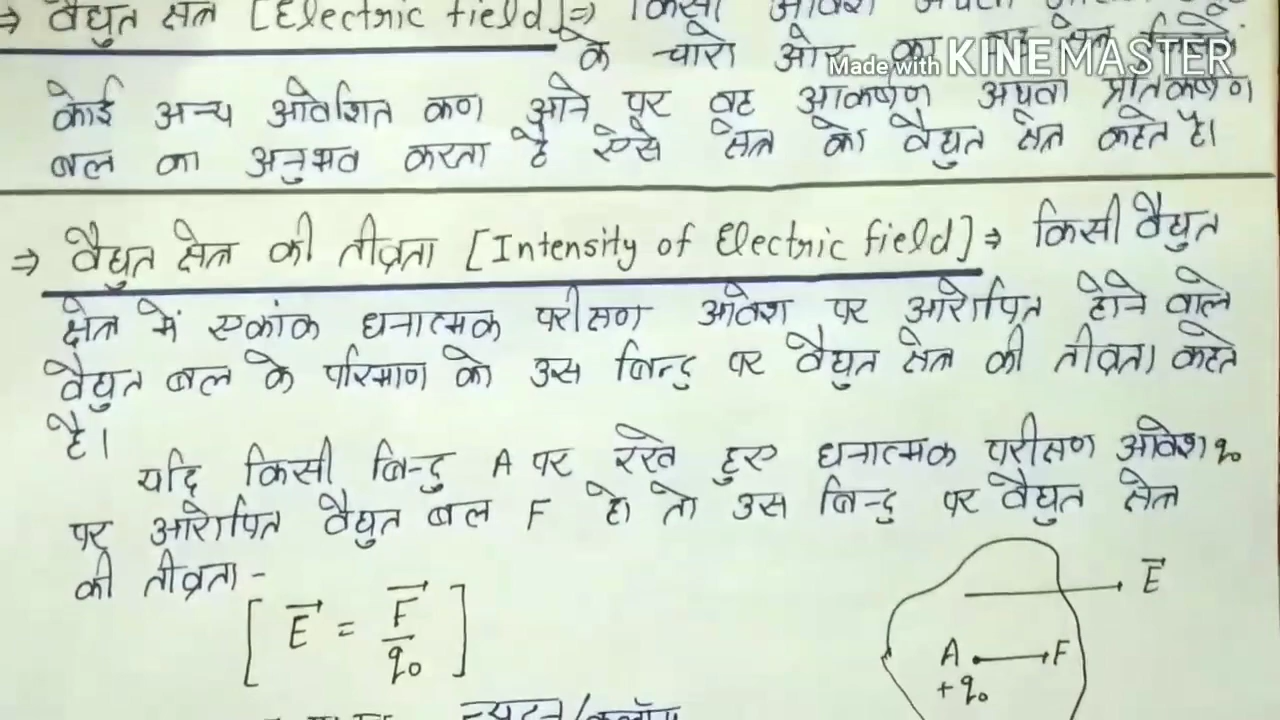 ⇒ वैद्युत क्षेत्र [Electric field] ⇒ किसी आवेश
के चारो ओर का वह क्षेत्र जिसमें
Made with KINEMASTER
कोई अन्य आवेशित कण आने पर वह आकर्षण अथवा प्रतिकर्षण
बल का अनुभव करता है ऐसे क्षेत्र को वैद्युत क्षेत्र कहते है।
⇒ वैद्युत क्षेत्र की तीव्रता [Intensity of Electric field] ⇒ किसी वैद्युत
क्षेत्र में एकांक धनात्मक परीक्षण आवेश पर आरोपित होने वाले
वैद्युत बल के परिमाण को उस बिन्दु पर वैद्युत क्षेत्र की तीव्रता कहते
है।
यदि किसी बिन्दु A पर रखे हुए धनात्मक परीक्षण आवेश q₀
पर आरोपित वैद्युत बल F हो तो उस बिन्दु पर वैद्युत क्षेत्र
की तीव्रता -
[E⃗ = F⃗/q₀]
E⃗
A F
+q₀
न्यूटन/कूलॉम